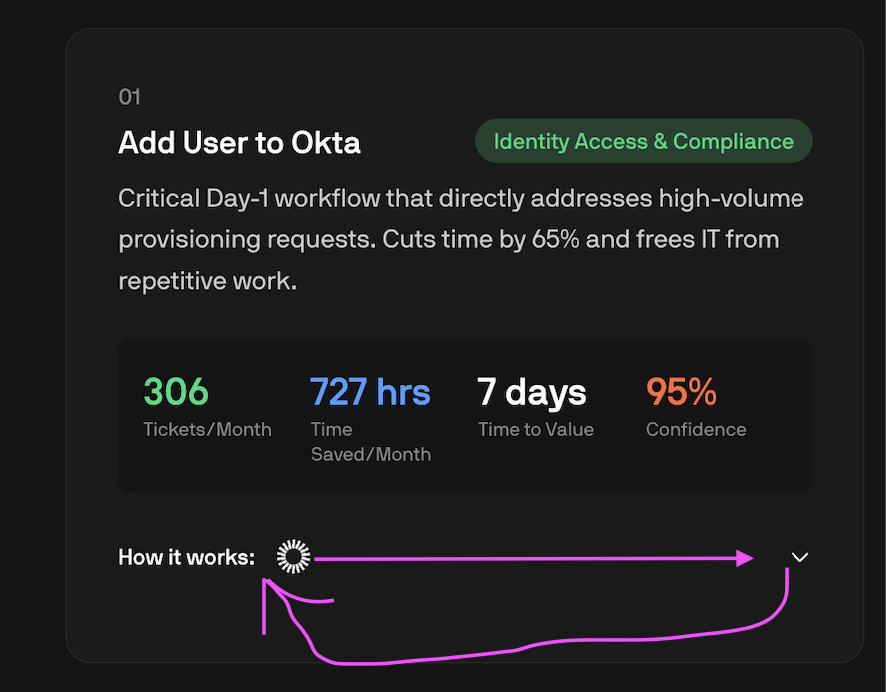 01
Add User to Okta
Identity Access & Compliance
Critical Day-1 workflow that directly addresses high-volume
provisioning requests. Cuts time by 65% and frees IT from
repetitive work.
306
Tickets/Month
727 hrs
Time
Saved/Month
7 days
Time to Value
95%
Confidence
How it works: